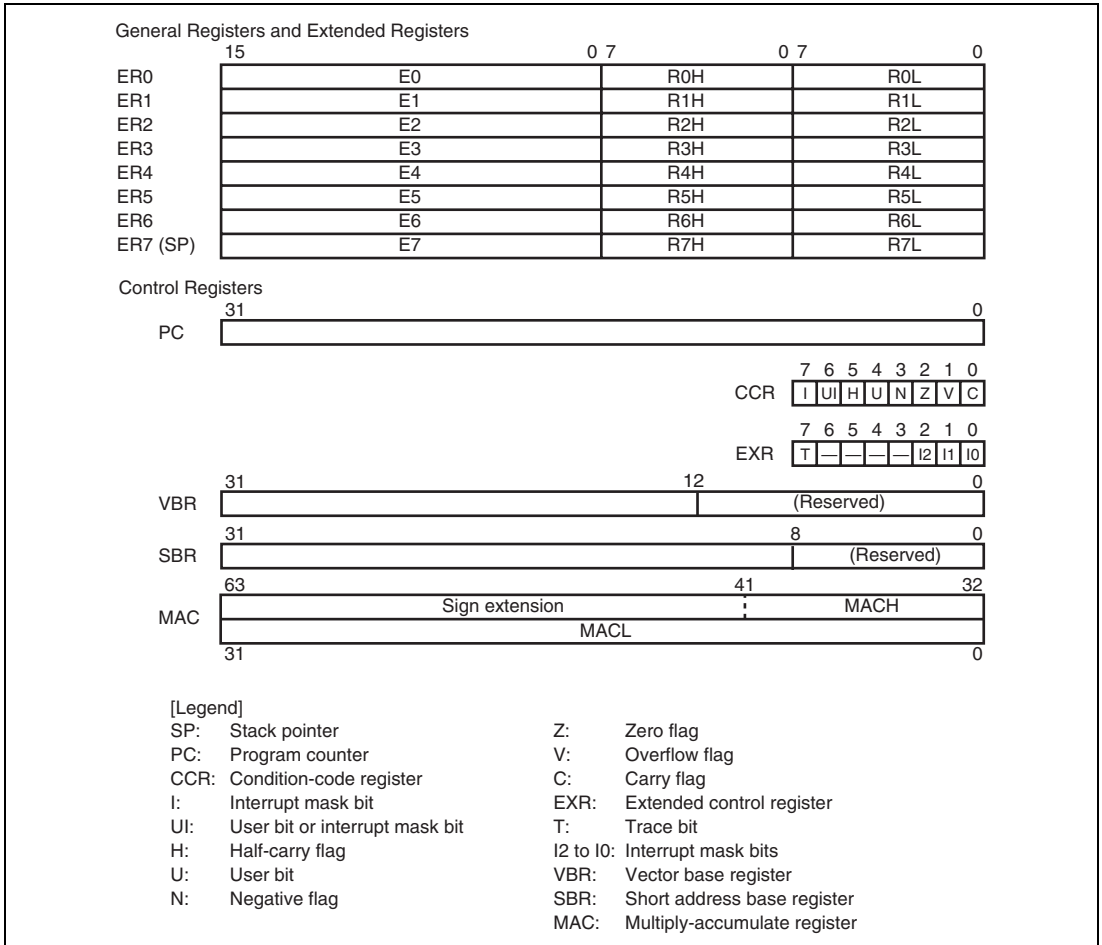 General Registers and Extended Registers
15 0 7 0 7 0
ER0 E0 R0H R0L
ER1 E1 R1H R1L
ER2 E2 R2H R2L
ER3 E3 R3H R3L
ER4 E4 R4H R4L
ER5 E5 R5H R5L
ER6 E6 R6H R6L
ER7 (SP) E7 R7H R7L
Control Registers
31 0
PC
7 6 5 4 3 2 1 0
CCR I UI H U N Z V C
7 6 5 4 3 2 1 0
EXR T — — — — I2 I1 I0
31 12 0
VBR (Reserved)
31 8 0
SBR (Reserved)
63 41 32
MAC Sign extension MACH
MACL
31 0
[Legend]
SP: Stack pointer
PC: Program counter
CCR: Condition-code register
I: Interrupt mask bit
UI: User bit or interrupt mask bit
H: Half-carry flag
U: User bit
N: Negative flag
Z: Zero flag
V: Overflow flag
C: Carry flag
EXR: Extended control register
T: Trace bit
I2 to I0: Interrupt mask bits
VBR: Vector base register
SBR: Short address base register
MAC: Multiply-accumulate register